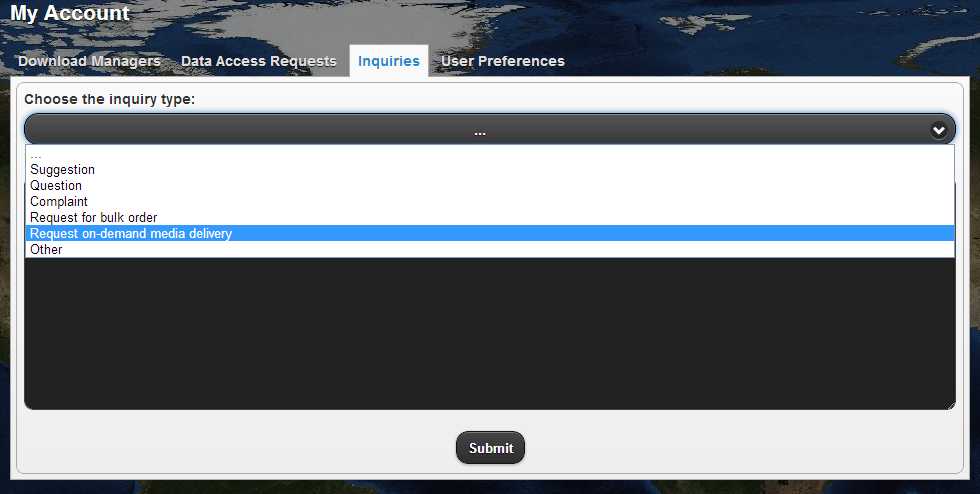 My Account
Download Managers Data Access Requests Inquiries User Preferences
Choose the inquiry type:
...
...
Suggestion
Question
Complaint
Request for bulk order
Request on-demand media delivery
Other
Submit